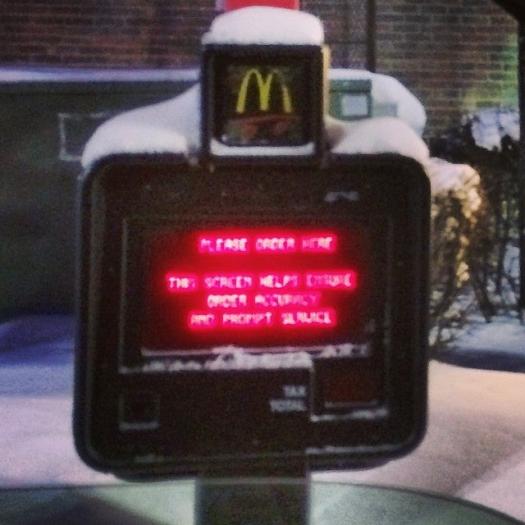 PLEASE ORDER HERE
THIS SCREEN HELPS ENSURE
ORDER ACCURACY
AND PROMPT SERVICE
TAX
TOTAL